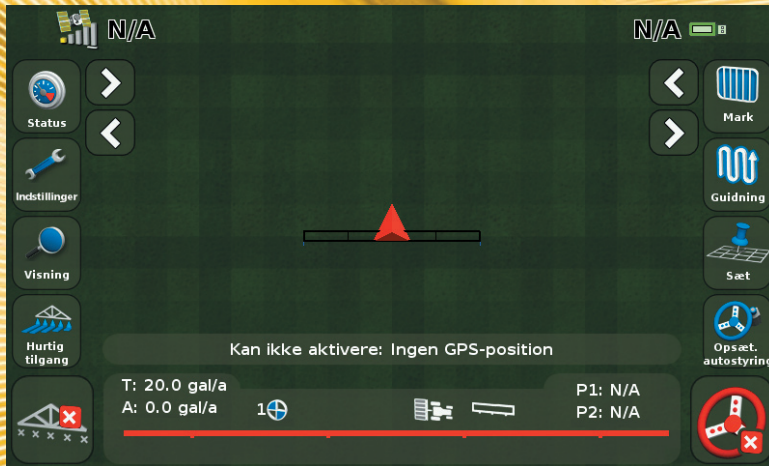 N/A
N/A
Status
Mark
Indstillinger
Guidning
Visning
Sæt
Hurtig
tilgang
Opsæt.
autostyring
Kan ikke aktivere: Ingen GPS-position
T: 20.0 gal/a
A: 0.0 gal/a
1
P1: N/A
P2: N/A